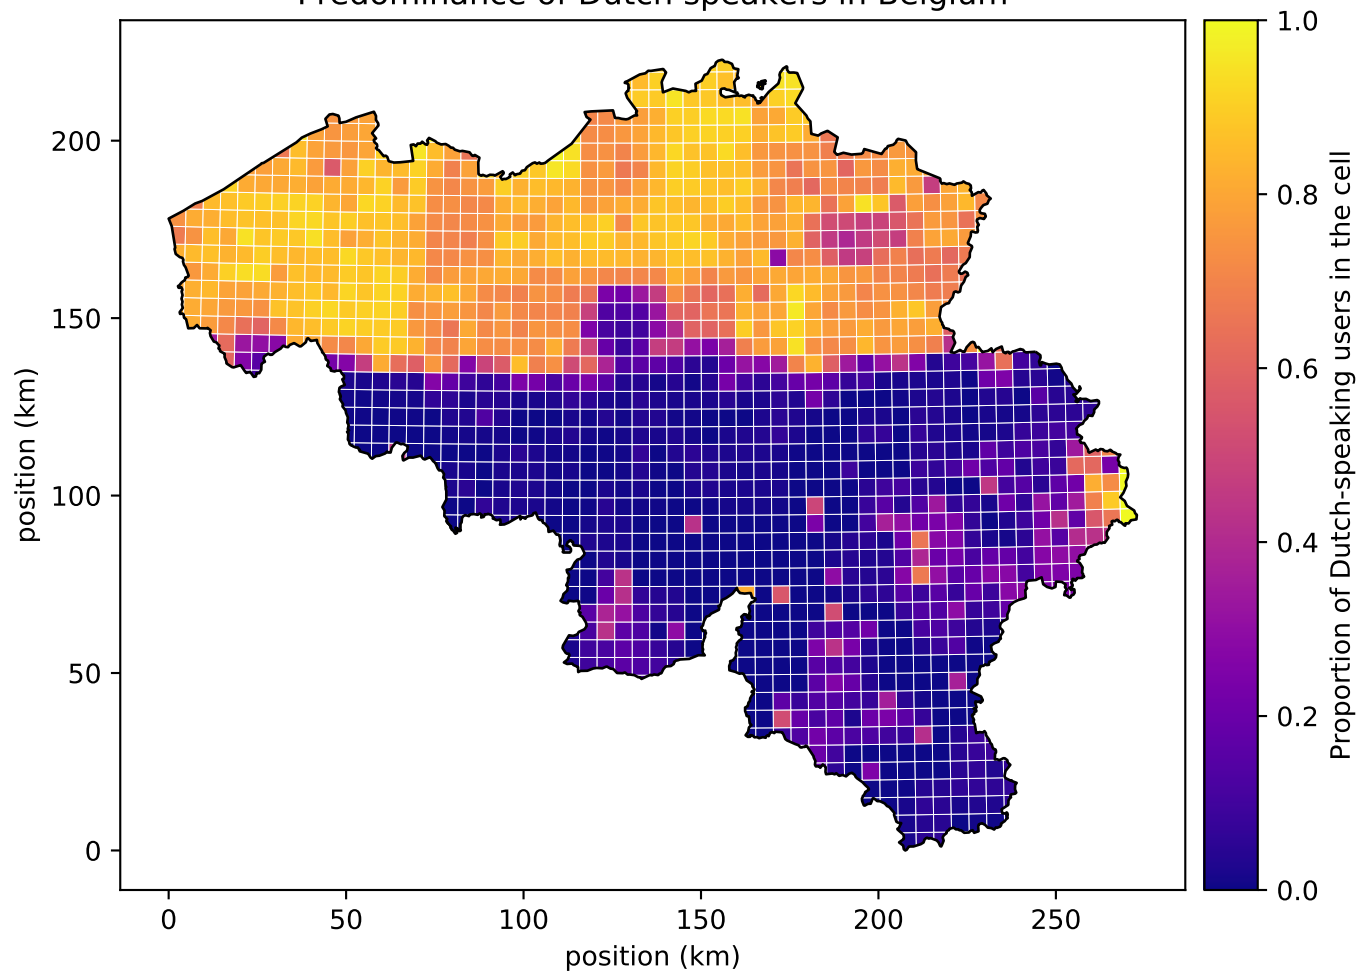 Predominance of Dutch speakers in Belgium
1.0
0.8
0.6
0.4
0.2
0.0
Proportion of Dutch-speaking users in the cell
200
150
100
50
0
position (km)
0 50 100 150 200 250
position (km)